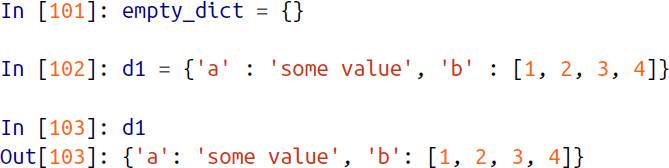 In [101]: empty_dict = {}
In [102]: d1 = {'a' : 'some value', 'b' : [1, 2, 3, 4]}
In [103]: d1
Out[103]: {'a': 'some value', 'b': [1, 2, 3, 4]}